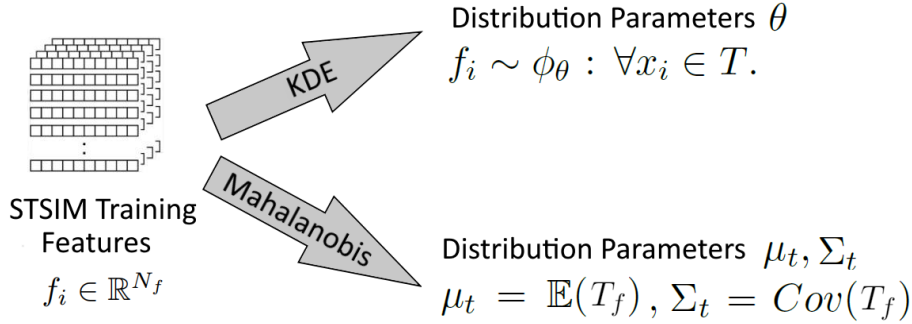 STSIM Training
Features
f_i ∈ ℝ^{N_f}
KDE
Mahalanobis
Distribution Parameters θ
f_i ∼ ϕ_θ : ∀x_i ∈ T.
Distribution Parameters μ_t, Σ_t
μ_t = 𝔼(T_f), Σ_t = Cov(T_f)